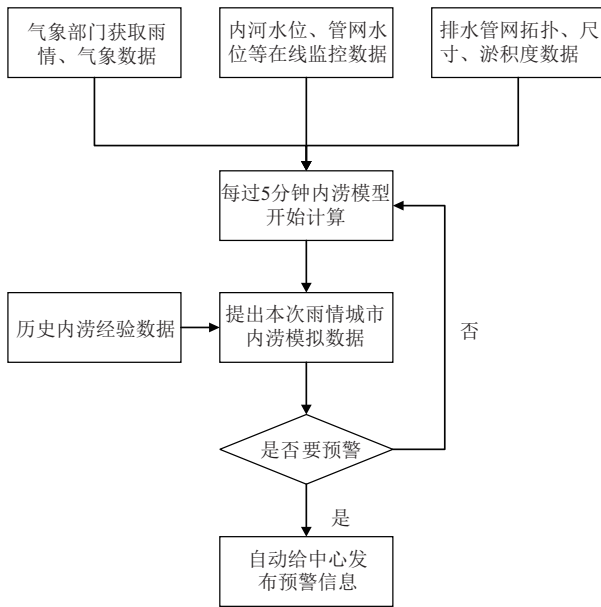 气象部门获取雨
情、气象数据
内河水位、管网水
位等在线监控数据
排水管网拓扑、尺
寸、淤积度数据
每过5分钟内涝模型
开始计算
历史内涝经验数据
提出本次雨情城市
内涝模拟数据
否
是否要预警
是
自动给中心发
布预警信息